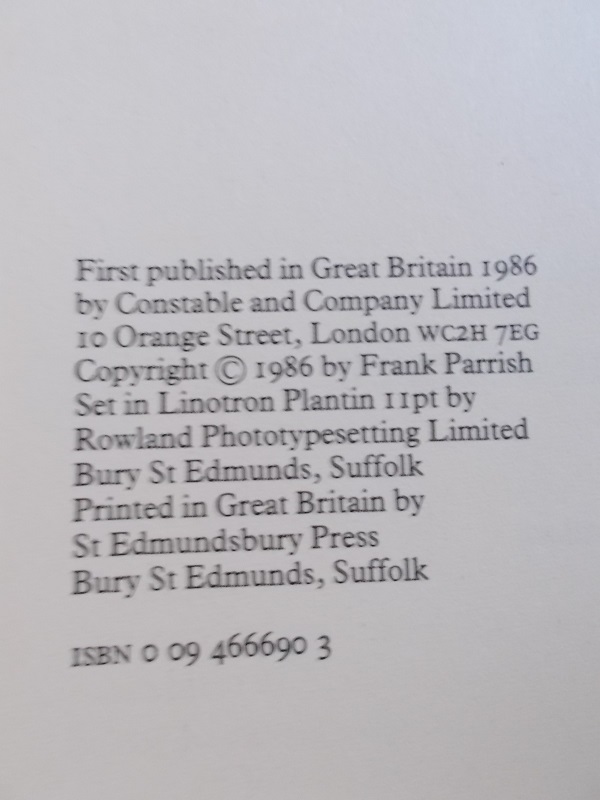 First published in Great Britain 1986
by Constable and Company Limited
10 Orange Street, London WC2H 7EG
Copyright © 1986 by Frank Parrish
Set in Linotron Plantin 11pt by
Rowland Phototypesetting Limited
Bury St Edmunds, Suffolk
Printed in Great Britain by
St Edmundsbury Press
Bury St Edmunds, Suffolk
ISBN 0 09 466690 3